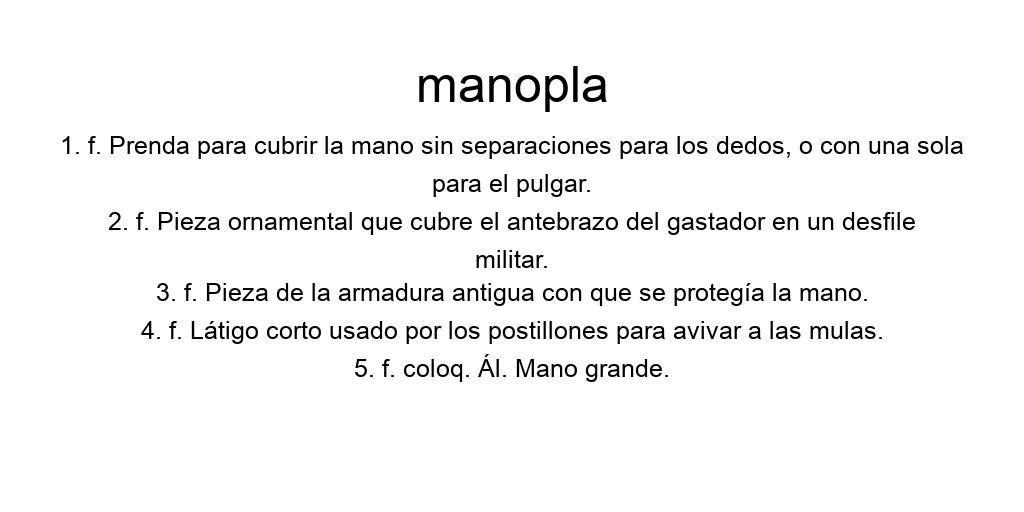 manopla
1. f. Prenda para cubrir la mano sin separaciones para los dedos, o con una sola
para el pulgar.
2. f. Pieza ornamental que cubre el antebrazo del gastador en un desfile
militar.
3. f. Pieza de la armadura antigua con que se protegía la mano.
4. f. Látigo corto usado por los postillones para avivar a las mulas.
5. f. coloq. Ál. Mano grande.